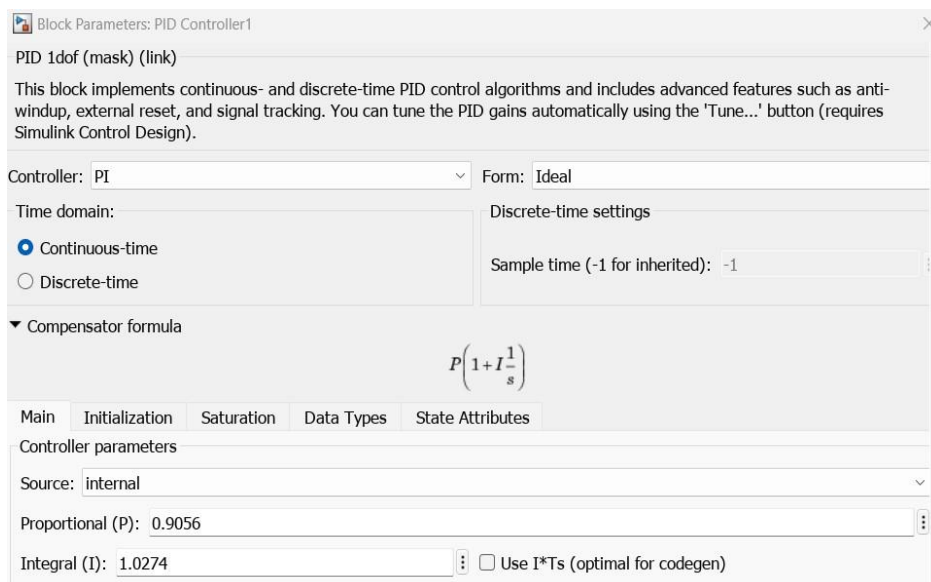 Block Parameters: PID Controller1
PID 1dof (mask) (link)
This block implements continuous- and discrete-time PID control algorithms and includes advanced features such as anti-
windup, external reset, and signal tracking. You can tune the PID gains automatically using the 'Tune...' button (requires
Simulink Control Design).
Controller: PI Form: Ideal
Time domain: Discrete-time settings
Continuous-time
Sample time (-1 for inherited): -1
Discrete-time
Compensator formula
P(1+I1/s)
Main Initialization Saturation Data Types State Attributes
Controller parameters
Source: internal
Proportional (P): 0.9056
Integral (I): 1.0274 Use I*Ts (optimal for codegen)